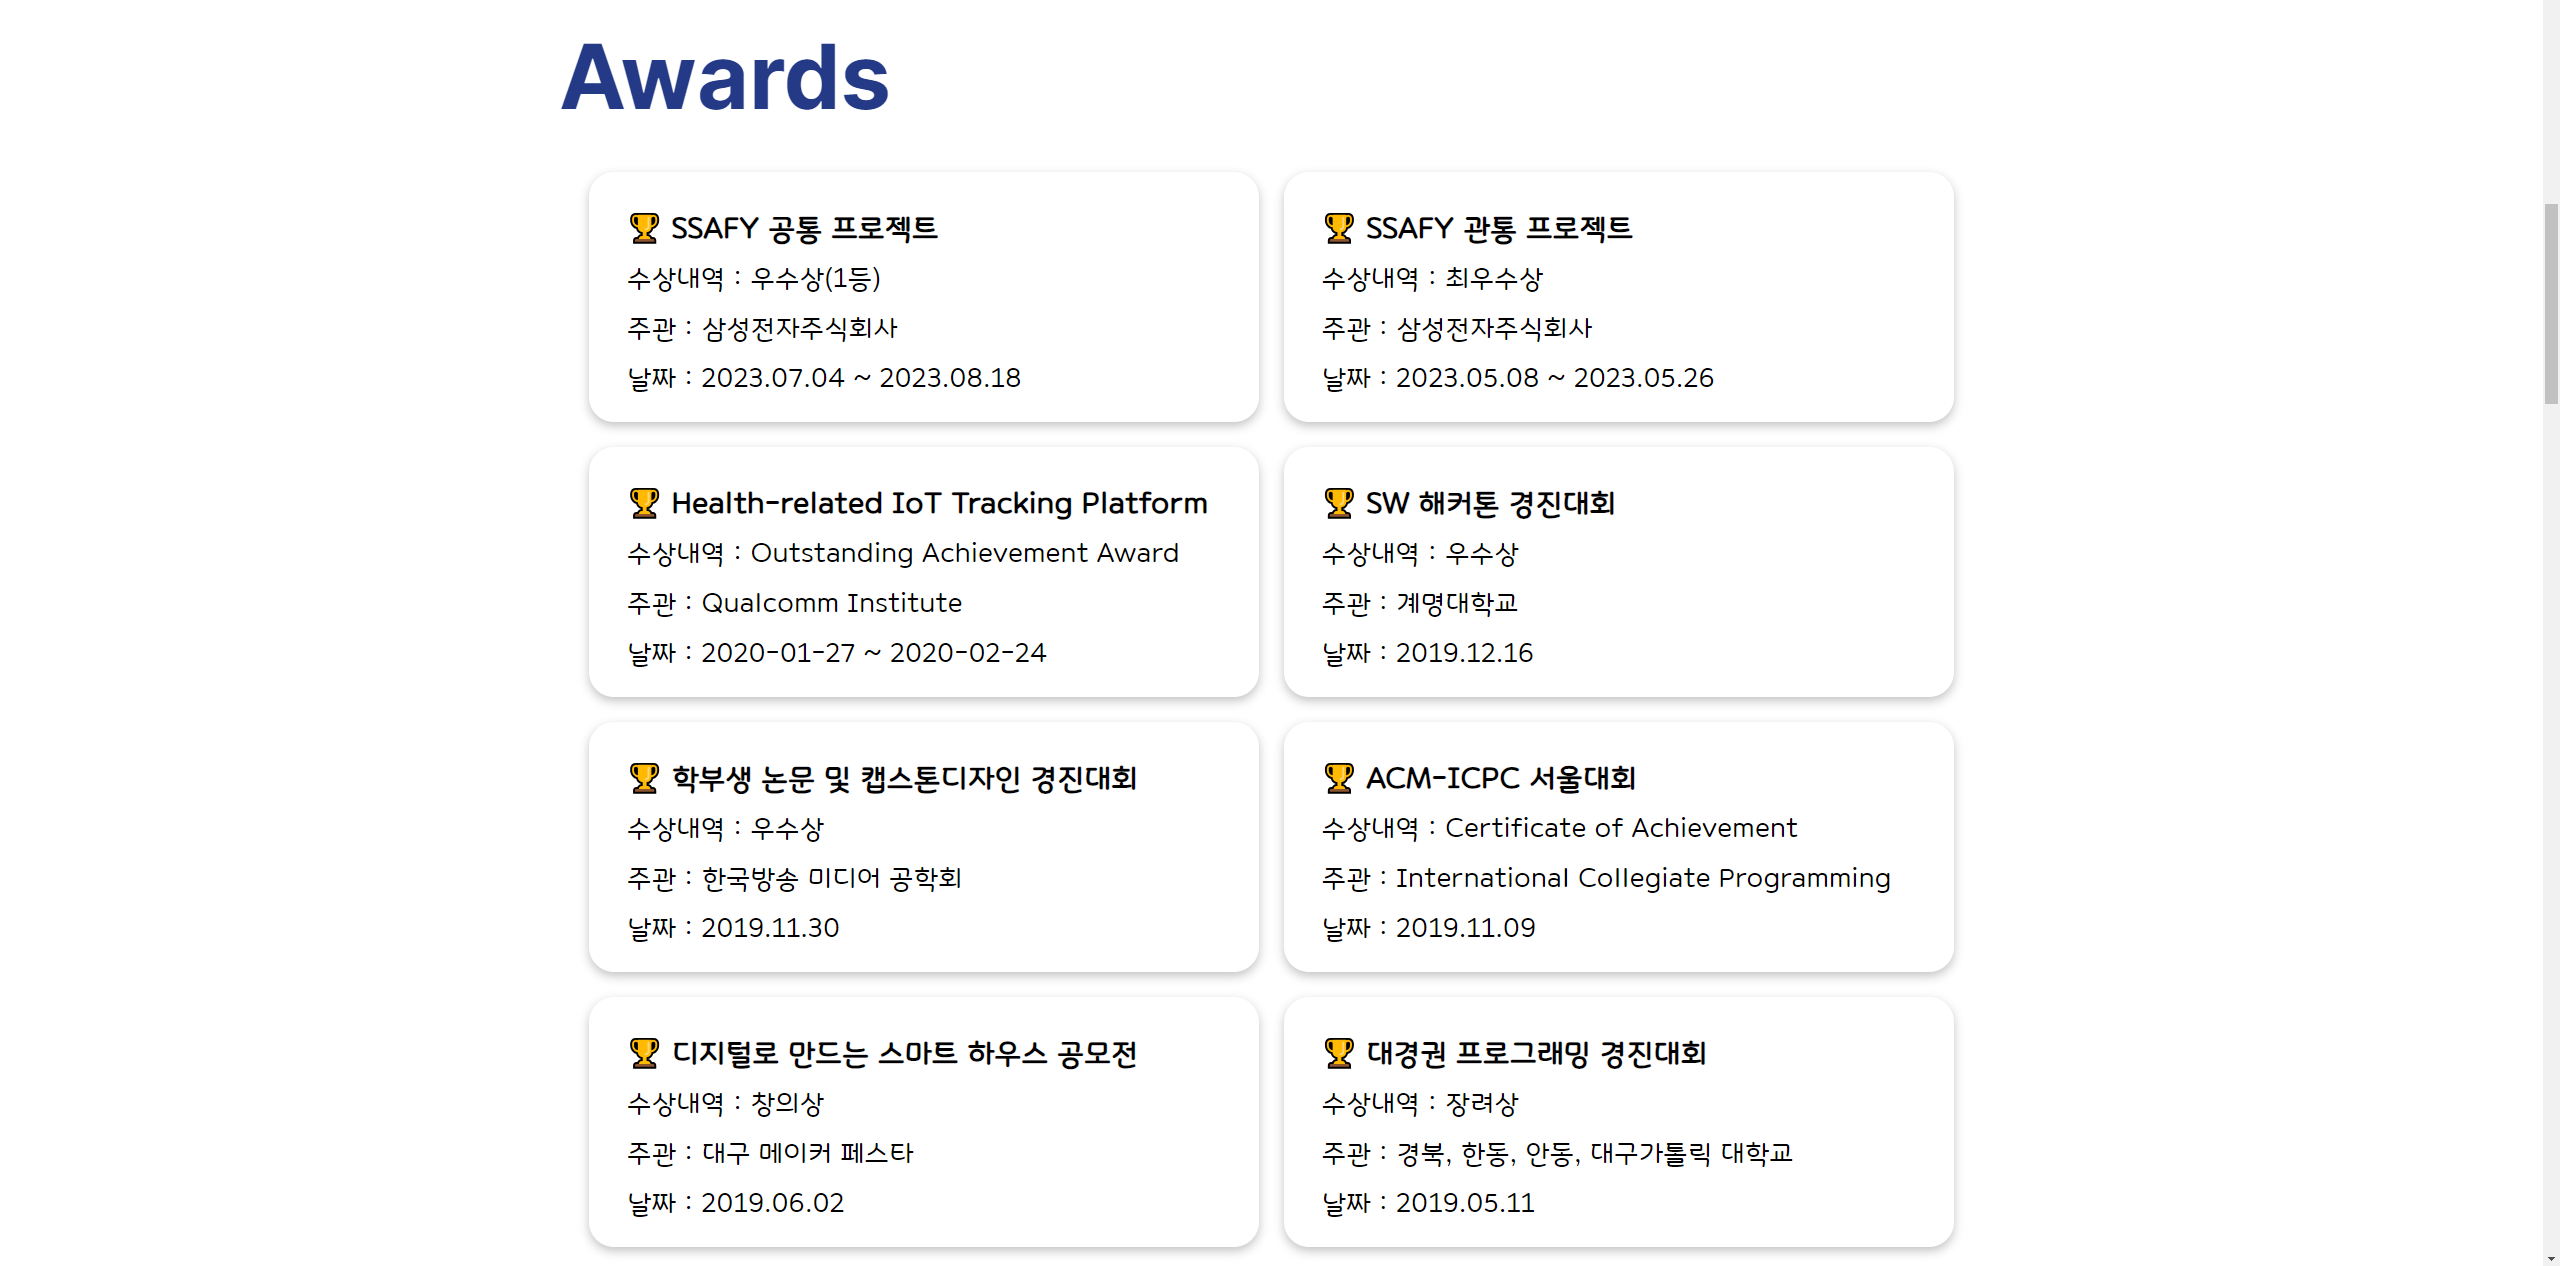 Awards
🏆 SSAFY 공통 프로젝트
수상내역 : 우수상(1등)
주관 : 삼성전자주식회사
날짜 : 2023.07.04 ~ 2023.08.18
🏆 SSAFY 관통 프로젝트
수상내역 : 최우수상
주관 : 삼성전자주식회사
날짜 : 2023.05.08 ~ 2023.05.26
🏆 Health-related IoT Tracking Platform
수상내역 : Outstanding Achievement Award
주관 : Qualcomm Institute
날짜 : 2020-01-27 ~ 2020-02-24
🏆 SW 해커톤 경진대회
수상내역 : 우수상
주관 : 계명대학교
날짜 : 2019.12.16
🏆 학부생 논문 및 캡스톤디자인 경진대회
수상내역 : 우수상
주관 : 한국방송 미디어 공학회
날짜 : 2019.11.30
🏆 ACM-ICPC 서울대회
수상내역 : Certificate of Achievement
주관 : International Collegiate Programming
날짜 : 2019.11.09
🏆 디지털로 만드는 스마트 하우스 공모전
수상내역 : 창의상
주관 : 대구 메이커 페스타
날짜 : 2019.06.02
🏆 대경권 프로그래밍 경진대회
수상내역 : 장려상
주관 : 경북, 한동, 안동, 대구가톨릭 대학교
날짜 : 2019.05.11